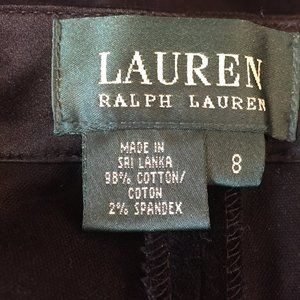 LAUREN
RALPH LAUREN
MADE IN
SRI LANKA
98% COTTON/
COTON
2% SPANDEX
8